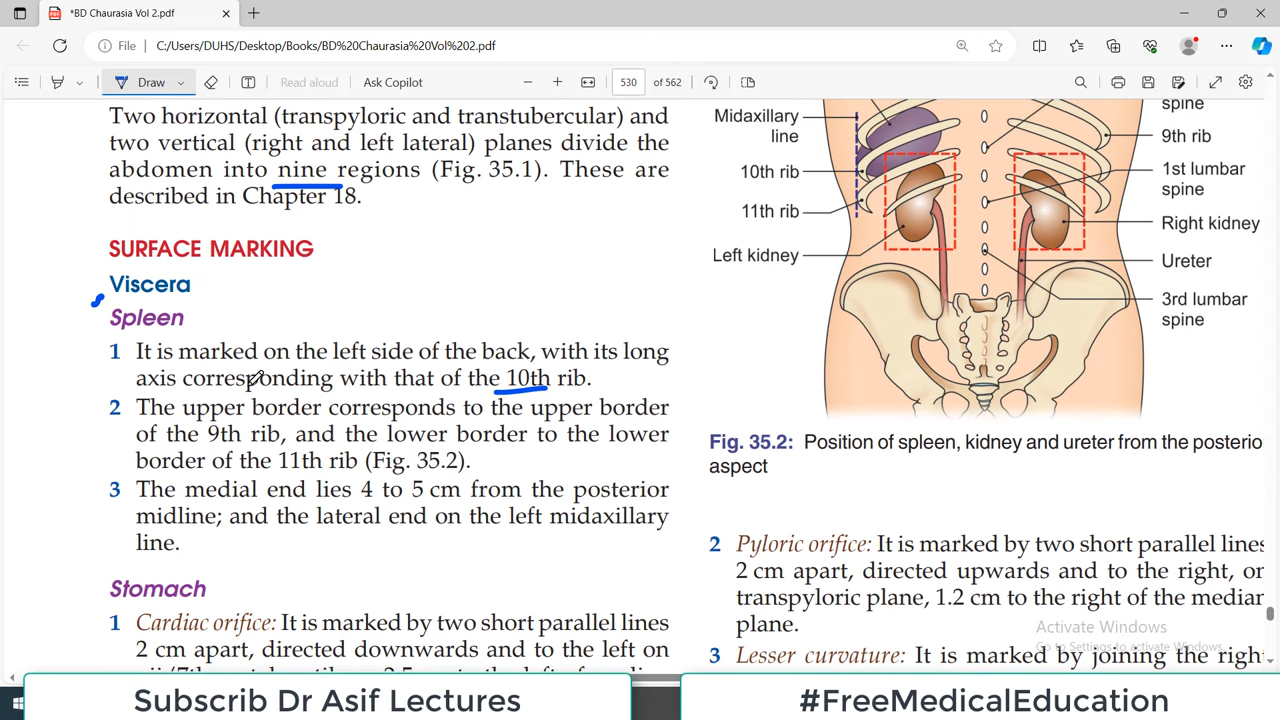 *BD Chaurasia Vol 2.pdf
File
C:/Users/DUHS/Desktop/Books/BD%20Chaurasia%20Vol%202.pdf
Draw
Read aloud
Ask Copilot
530
of 562
Two horizontal (transpyloric and transtubercular) and
two vertical (right and left lateral) planes divide the
abdomen into nine regions (Fig. 35.1). These are
described in Chapter 18.
SURFACE MARKING
Viscera
Spleen
1 It is marked on the left side of the back, with its long
axis corresponding with that of the 10th rib.
2 The upper border corresponds to the upper border
of the 9th rib, and the lower border to the lower
border of the 11th rib (Fig. 35.2).
3 The medial end lies 4 to 5 cm from the posterior
midline; and the lateral end on the left midaxillary
line.
Stomach
1 Cardiac orifice: It is marked by two short parallel lines
2 cm apart, directed downwards and to the left on
Midaxillary
line
10th rib
11th rib
Left kidney
spine
9th rib
1st lumbar
spine
Right kidney
Ureter
3rd lumbar
spine
Fig. 35.2: Position of spleen, kidney and ureter from the posterio
aspect
2 Pyloric orifice: It is marked by two short parallel lines
2 cm apart, directed upwards and to the right, or
transpyloric plane, 1.2 cm to the right of the median
plane.
3 Lesser curvature: It is marked by joining the right
Activate Windows
Go to Settings to activate Windows.
Subscrib Dr Asif Lectures
#FreeMedicalEducation